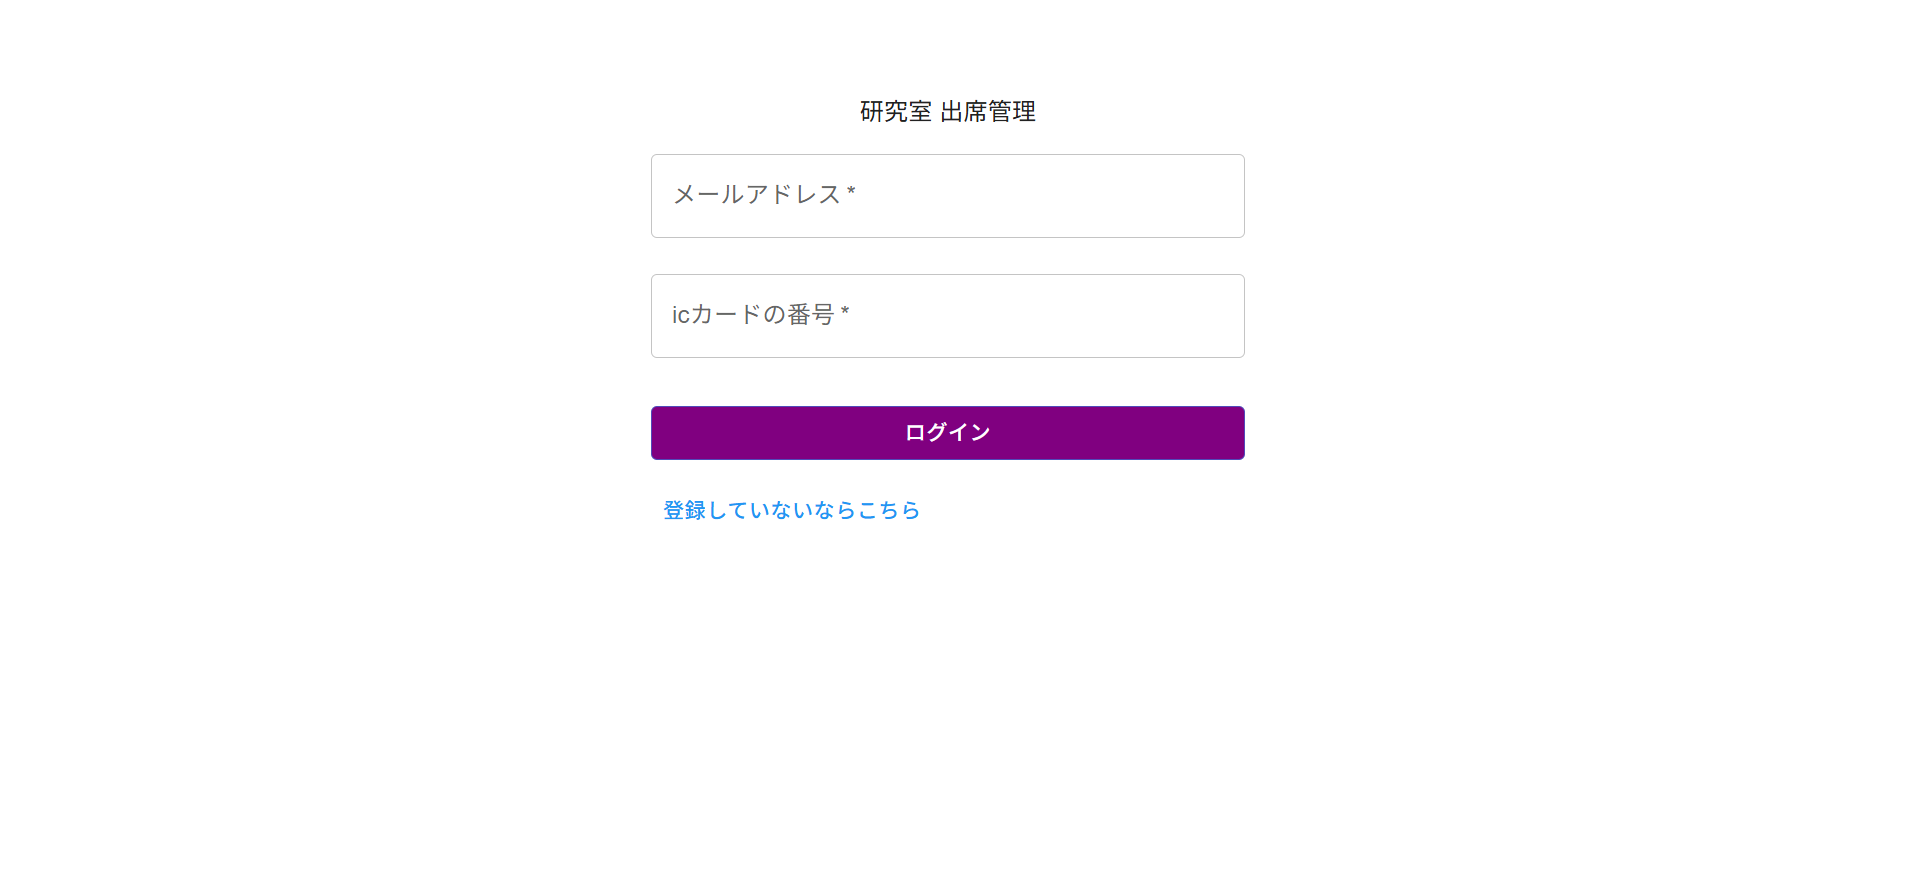 研究室 出席管理
メールアドレス *
icカードの番号 *
ログイン
登録していないならこちら